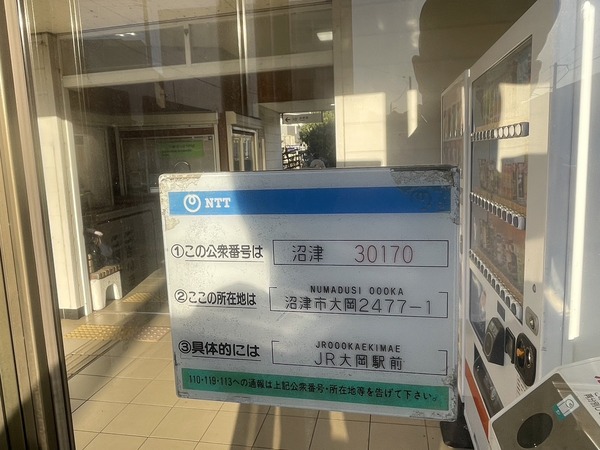 NTT
①この公衆番号は 沼津 30170
NUMADUSI OOOKA
②ここの所在地は 沼津市大岡2477-1
JROOOKAEKIMAE
③具体的には JR大岡駅前
110・119・113への通報は上記公衆番号・所在地等を告げて下さい。